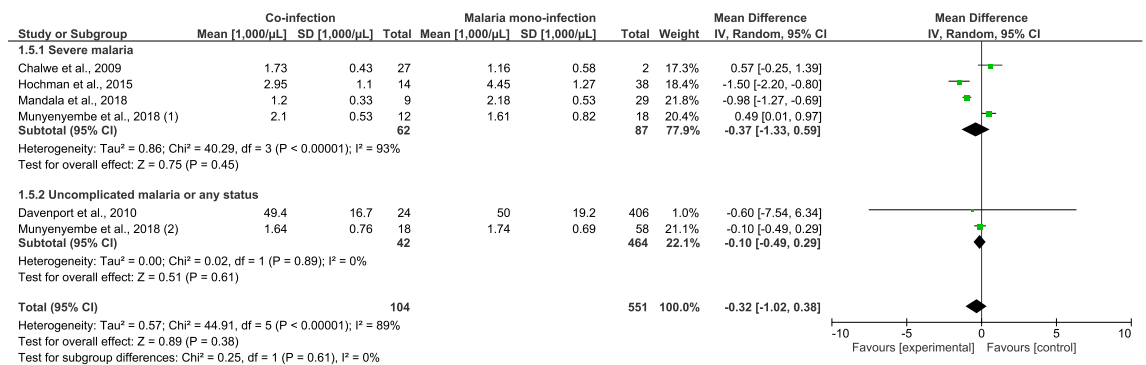 Co-infection Malaria mono-infection Mean Difference Mean Difference
Study or Subgroup Mean [1,000/μL] SD [1,000/μL] Total Mean [1,000/μL] SD [1,000/μL] Total Weight IV, Random, 95% CI IV, Random, 95% CI
1.5.1 Severe malaria
Chalwe et al., 2009 1.73 0.43 27 1.16 0.58 2 17.3% 0.57 [-0.25, 1.39]
Hochman et al., 2015 2.95 1.1 14 4.45 1.27 38 18.4% -1.50 [-2.20, -0.80]
Mandala et al., 2018 1.2 0.33 9 2.18 0.53 29 21.8% -0.98 [-1.27, -0.69]
Munyenyembe et al., 2018 (1) 2.1 0.53 12 1.61 0.82 18 20.4% 0.49 [0.01, 0.97]
Subtotal (95% CI) 62 87 77.9% -0.37 [-1.33, 0.59]
Heterogeneity: Tau² = 0.86; Chi² = 40.29, df = 3 (P < 0.00001); I² = 93%
Test for overall effect: Z = 0.75 (P = 0.45)
1.5.2 Uncomplicated malaria or any status
Davenport et al., 2010 49.4 16.7 24 50 19.2 406 1.0% -0.60 [-7.54, 6.34]
Munyenyembe et al., 2018 (2) 1.64 0.76 18 1.74 0.69 58 21.1% -0.10 [-0.49, 0.29]
Subtotal (95% CI) 42 464 22.1% -0.10 [-0.49, 0.29]
Heterogeneity: Tau² = 0.00; Chi² = 0.02, df = 1 (P = 0.89); I² = 0%
Test for overall effect: Z = 0.51 (P = 0.61)
Total (95% CI) 104 551 100.0% -0.32 [-1.02, 0.38]
Heterogeneity: Tau² = 0.57; Chi² = 44.91, df = 5 (P < 0.00001); I² = 89%
Test for overall effect: Z = 0.89 (P = 0.38)
Test for subgroup differences: Chi² = 0.25, df = 1 (P = 0.61), I² = 0%
-10 -5 0 5 10
Favours [experimental] Favours [control]